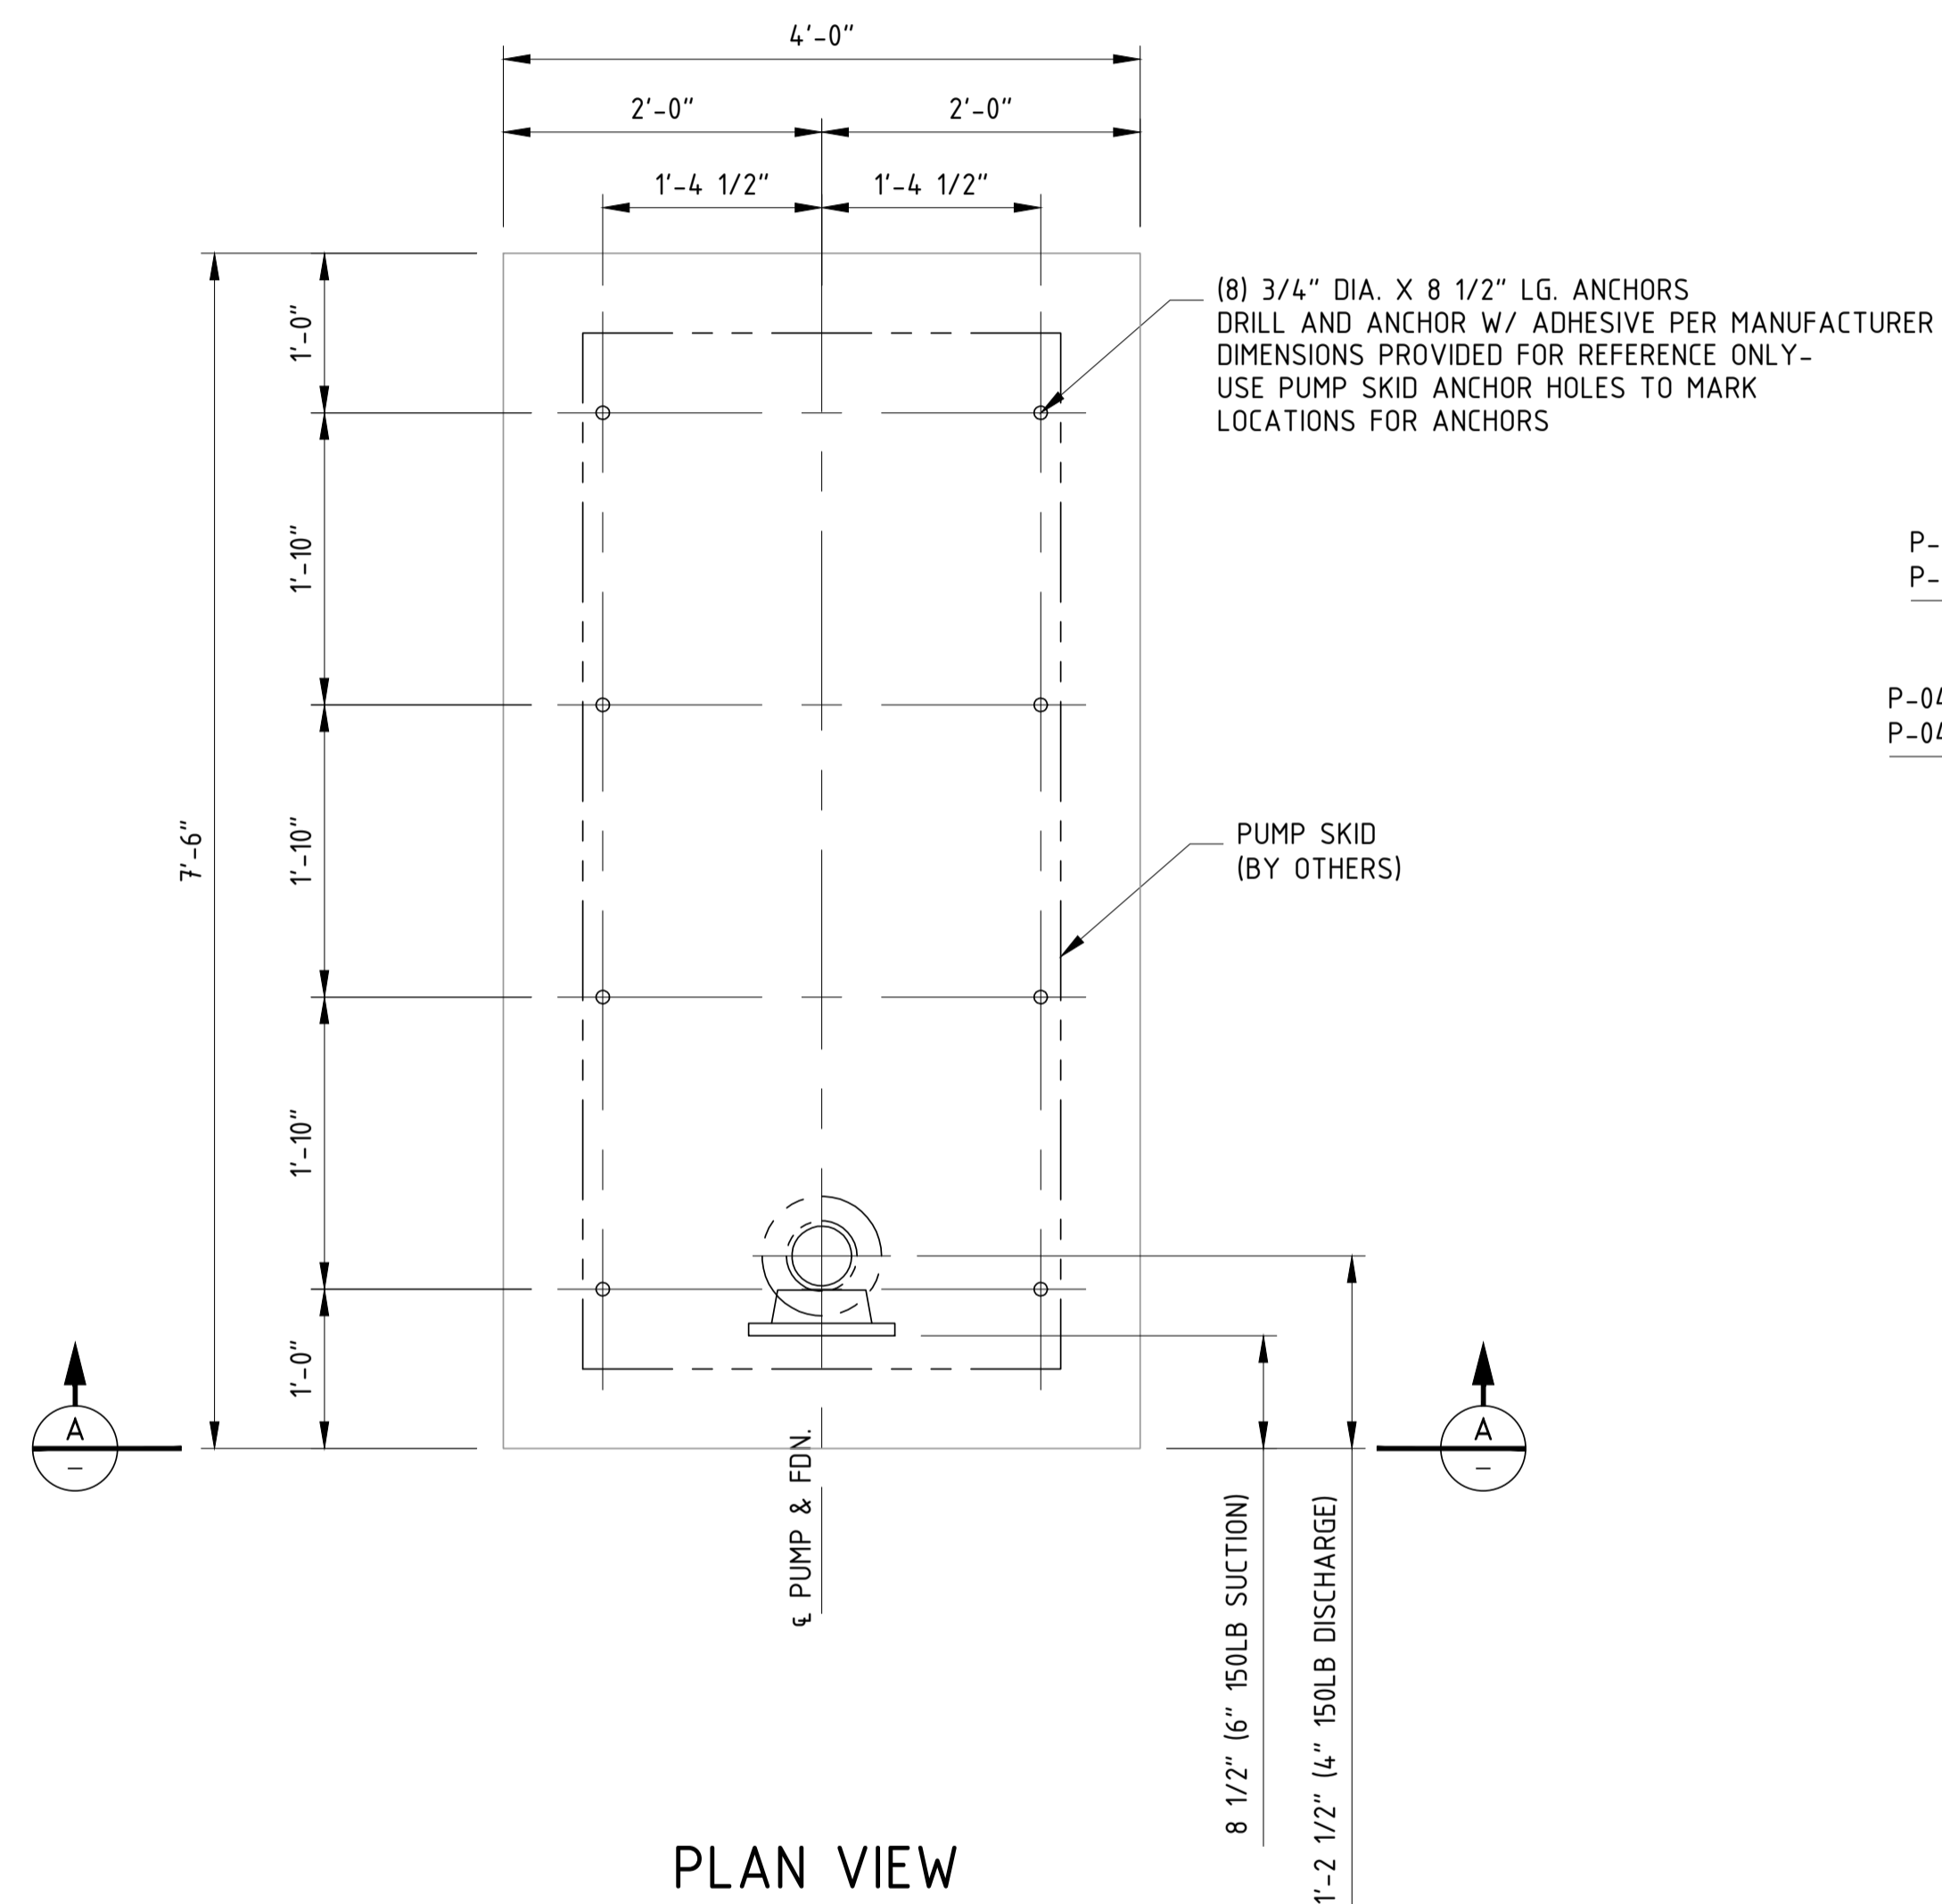 4'-0"
2'-0"
2'-0"
1'-4 1/2"
1'-4 1/2"
(8) 3/4" DIA. X 8 1/2" LG. ANCHORS
DRILL AND ANCHOR W/ ADHESIVE PER MANUFACTURER
DIMENSIONS PROVIDED FOR REFERENCE ONLY-
USE PUMP SKID ANCHOR HOLES TO MARK
LOCATIONS FOR ANCHORS
1'-0"
1'-10"
P-
P-
P-04
P-04
7'-6"
1'-10"
PUMP SKID
(BY OTHERS)
1'-10"
1'-0"
A
-
A
-
℄ PUMP & FDN.
8 1/2" (6" 150LB SUCTION)
1'-2 1/2" (4" 150LB DISCHARGE)
PLAN VIEW